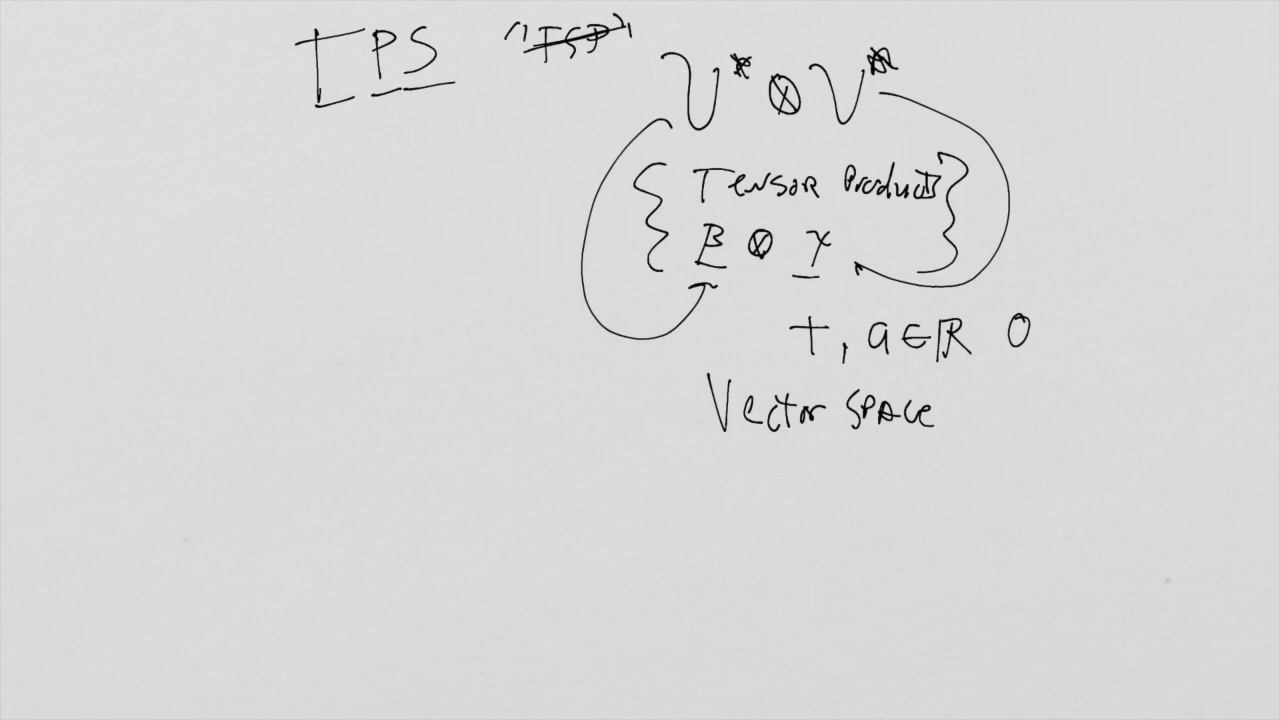 TPS "TSP"
V* ⊗ V*
{ Tensor Products
β ⊗ γ }
+, a ∈ ℝ 0
Vector space